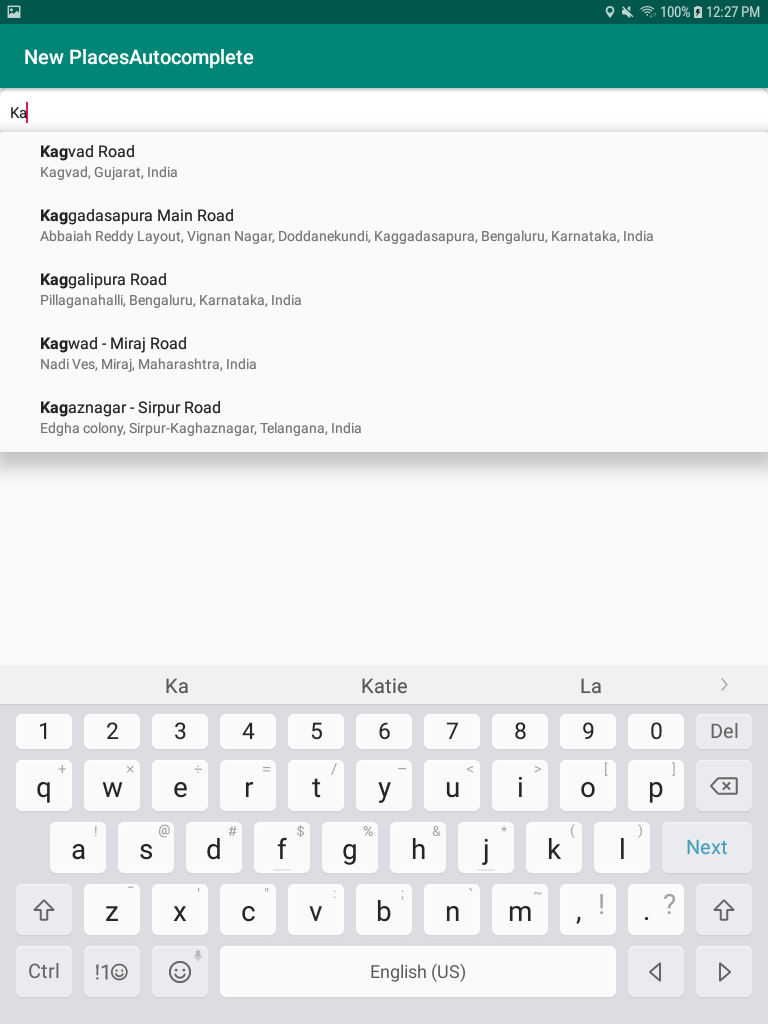 100% 12:27 PM
New PlacesAutocomplete
Ka
Kagvad Road
Kagvad, Gujarat, India
Kaggadasapura Main Road
Abbaiah Reddy Layout, Vignan Nagar, Doddanekundi, Kaggadasapura, Bengaluru, Karnataka, India
Kaggalipura Road
Pillaganahalli, Bengaluru, Karnataka, India
Kagwad - Miraj Road
Nadi Ves, Miraj, Maharashtra, India
Kagaznagar - Sirpur Road
Edgha colony, Sirpur-Kaghaznagar, Telangana, India
Ka Katie La
1 2 3 4 5 6 7 8 9 0 Del
+ × ÷ = / − < > [ ]
q w e r t y u i o p
! @ # $ % & * ( )
a s d f g h j k l Next
- ' " : ; ` ~ ! ?
z x c v b n m , .
Ctrl !1☺ English (US)